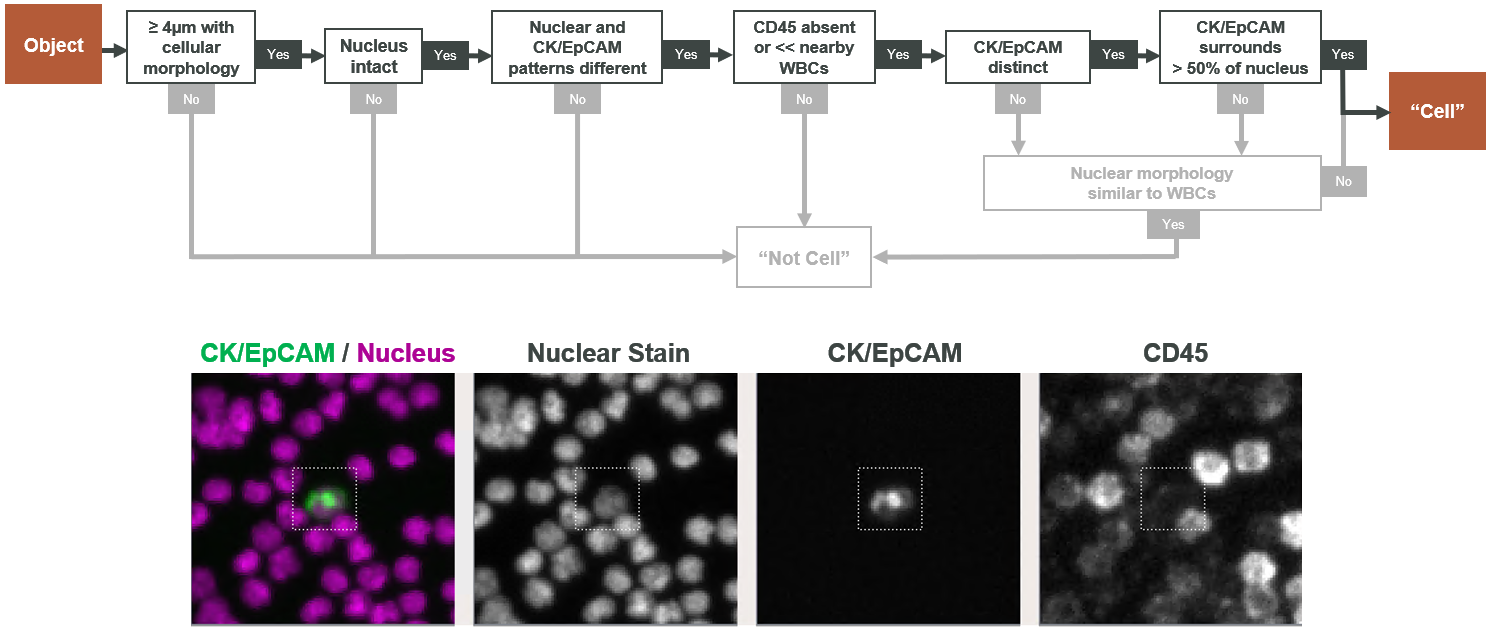 Object
≥ 4μm with
cellular
morphology
Yes
No
Nucleus
intact
Yes
No
Nuclear and
CK/EpCAM
patterns different
Yes
No
CD45 absent
or << nearby
WBCs
Yes
No
CK/EpCAM
distinct
Yes
No
CK/EpCAM
surrounds
> 50% of nucleus
Yes
No
“Cell”
Nuclear morphology
similar to WBCs
No
Yes
“Not Cell”
CK/EpCAM / Nucleus
Nuclear Stain
CK/EpCAM
CD45